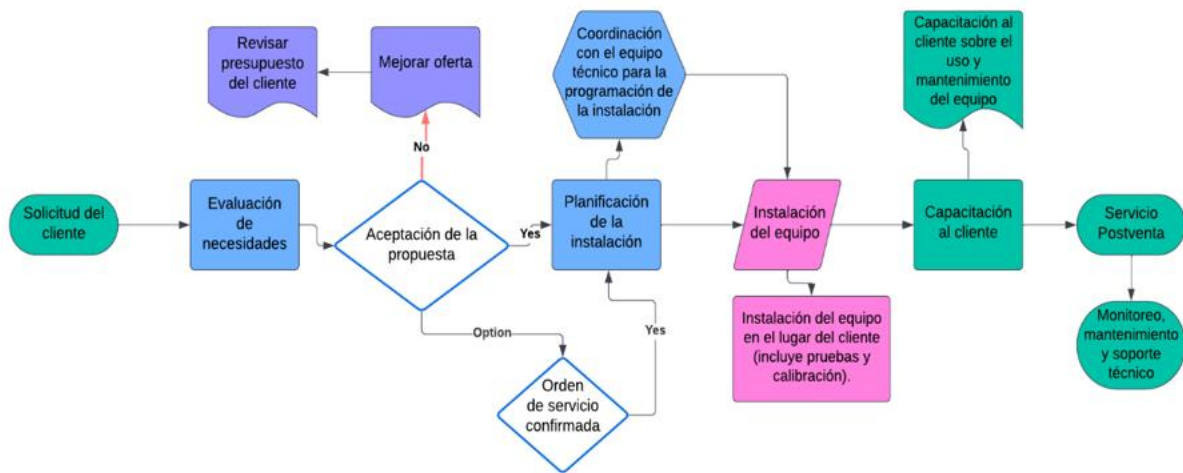 Revisar
presupuesto
del cliente
Mejorar oferta
Coordinación
con el equipo
técnico para la
programación de
la instalación
Capacitación al
cliente sobre el
uso y
mantenimiento
del equipo
No
Solicitud del
cliente
Evaluación
de
necesidades
Aceptación de la
propuesta
Yes
Planificación
de la
instalación
Instalación
del equipo
Capacitación
al cliente
Servicio
Postventa
Option
Yes
Orden
de servicio
confirmada
Instalación del equipo
en el lugar del cliente
(incluye pruebas y
calibración).
Monitoreo,
mantenimiento
y soporte
técnico